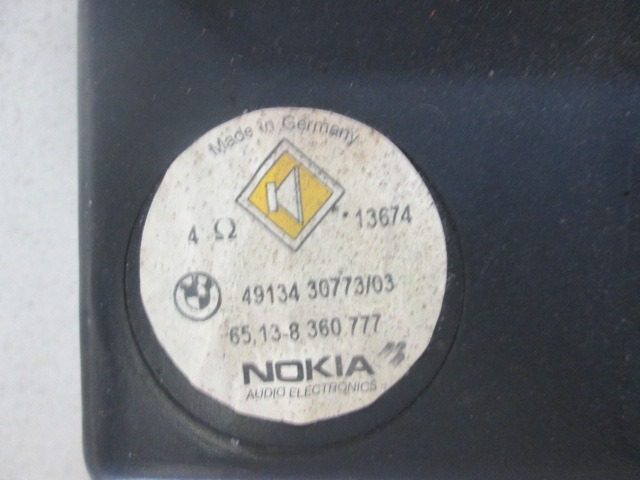 Made in Germany
4 Ω
13674
49134 30773/03
65.13-8 360 777
NOKIA
AUDIO ELECTRONICS